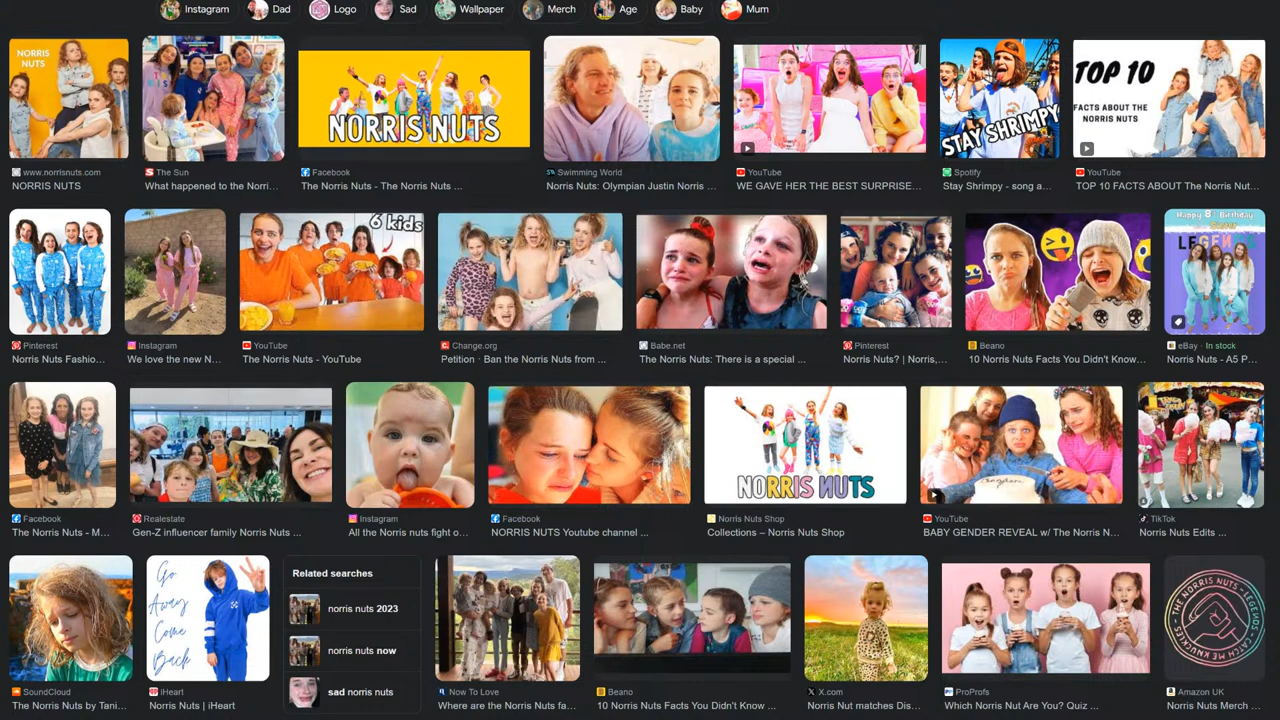 Instagram
Dad
Logo
Sad
Wallpaper
Merch
Age
Baby
Mum
NORRIS
NUTS
NORRIS NUTS
STAY SHRIMPY
TOP 10
FACTS ABOUT THE
NORRIS NUTS
www.norrisnuts.com
The Sun
Facebook
Swimming World
YouTube
Spotify
YouTube
NORRIS NUTS
What happened to the Norri...
The Norris Nuts - The Norris Nuts ...
Norris Nuts: Olympian Justin Norris ...
WE GAVE HER THE BEST SURPRISE...
Stay Shrimpy - song a...
TOP 10 FACTS ABOUT The Norris Nut...
6 kids
Happy 8th Birthday
LEGENDS
Pinterest
Instagram
YouTube
Change.org
Babe.net
Pinterest
Beano
eBay · In stock
Norris Nuts Fashio...
We love the new N...
The Norris Nuts - YouTube
Petition · Ban the Norris Nuts from ...
The Norris Nuts: There is a special ...
Norris Nuts? | Norris,...
10 Norris Nuts Facts You Didn't Know...
Norris Nuts - A5 P...
NORRIS NUTS
Facebook
Realestate
Instagram
Facebook
Norris Nuts Shop
YouTube
TikTok
The Norris Nuts - M...
Gen-Z influencer family Norris Nuts ...
All the Norris nuts fight o...
NORRIS NUTS Youtube channel ...
Collections – Norris Nuts Shop
BABY GENDER REVEAL w/ The Norris N...
Norris Nuts Edits ...
Go
Away
Come
Back
Related searches
norris nuts 2023
norris nuts now
sad norris nuts
THE NORRIS NUTS - LEGENDS - CATCH ME KNUCKLES -
SoundCloud
iHeart
Now To Love
Beano
X.com
ProProfs
Amazon UK
The Norris Nuts by Tani...
Norris Nuts | iHeart
Where are the Norris Nuts fa...
10 Norris Nuts Facts You Didn't Know ...
Norris Nut matches Dis...
Which Norris Nut Are You? Quiz ...
Norris Nuts Merch ...